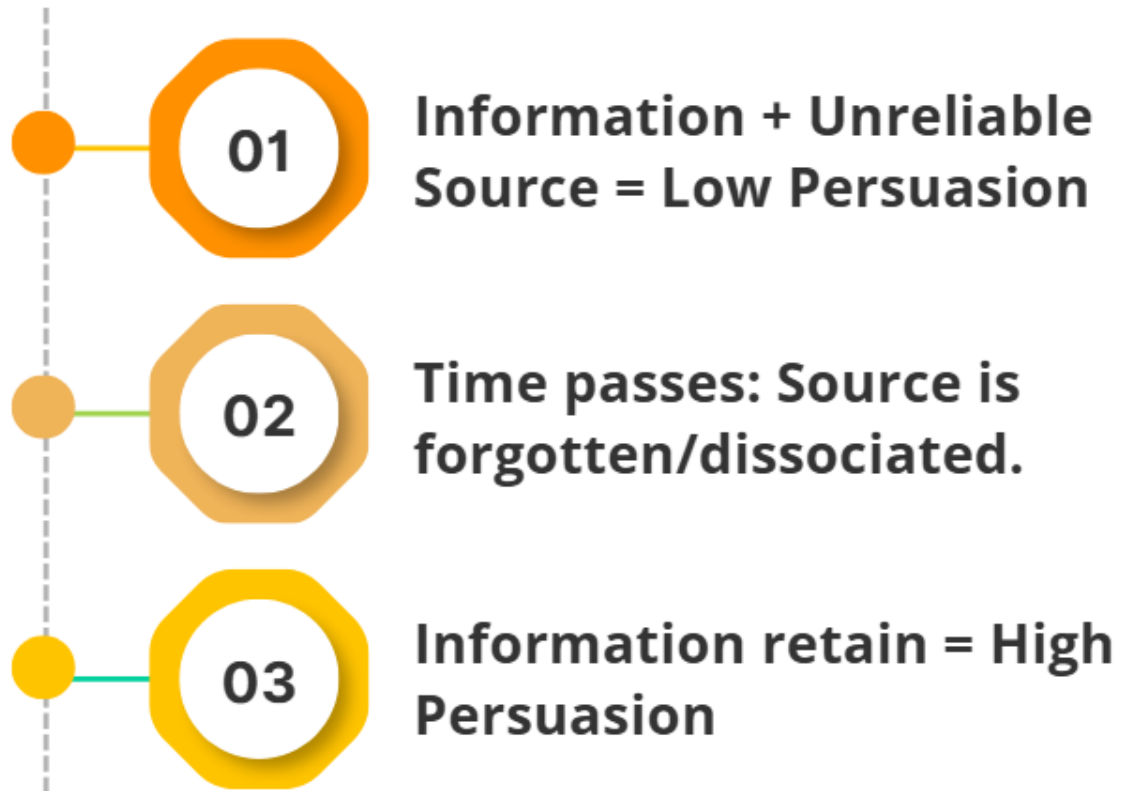 01
Information + Unreliable
Source = Low Persuasion
02
Time passes: Source is
forgotten/dissociated.
03
Information retain = High
Persuasion